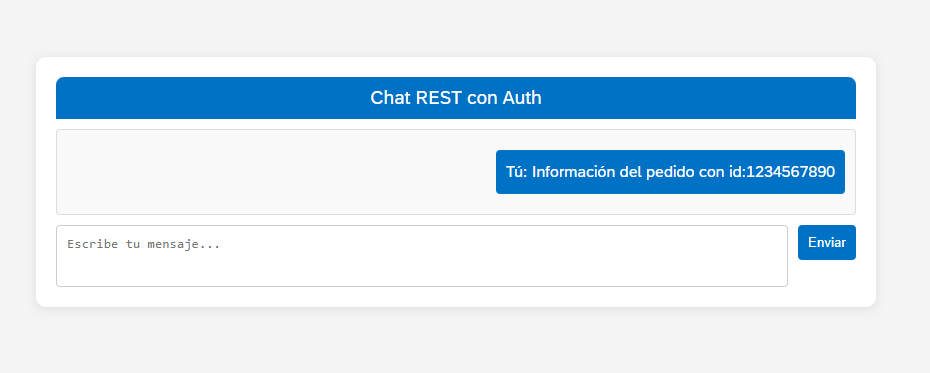 Chat REST con Auth
Tú: Información del pedido con id:1234567890
Escribe tu mensaje...
Enviar